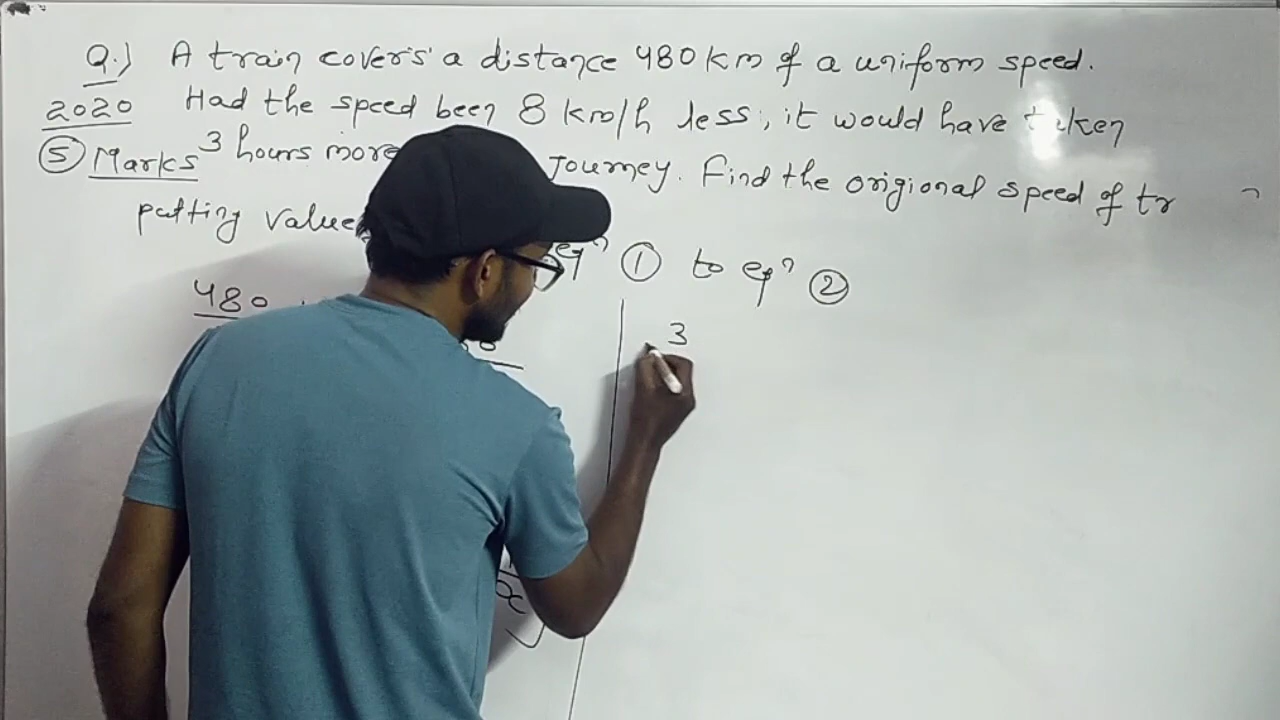 Q.) A train cover's a distance 480 km of a uniform speed.
2020 Had the speed been 8 km/h less, it would have taken
5 Marks 3 hours more Journey. Find the origional speed of tr
putting value eqⁿ 1 to eqⁿ 2
480
3
x